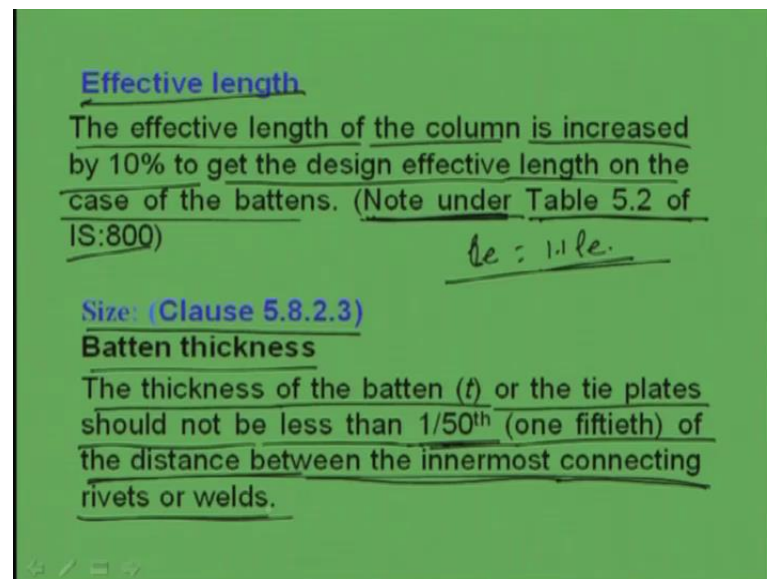 Effective length
The effective length of the column is increased
by 10% to get the design effective length on the
case of the battens. (Note under Table 5.2 of
IS:800)
le = 1.1 le.
Size: (Clause 5.8.2.3)
Batten thickness
The thickness of the batten (t) or the tie plates
should not be less than 1/50th (one fiftieth) of
the distance between the innermost connecting
rivets or welds.